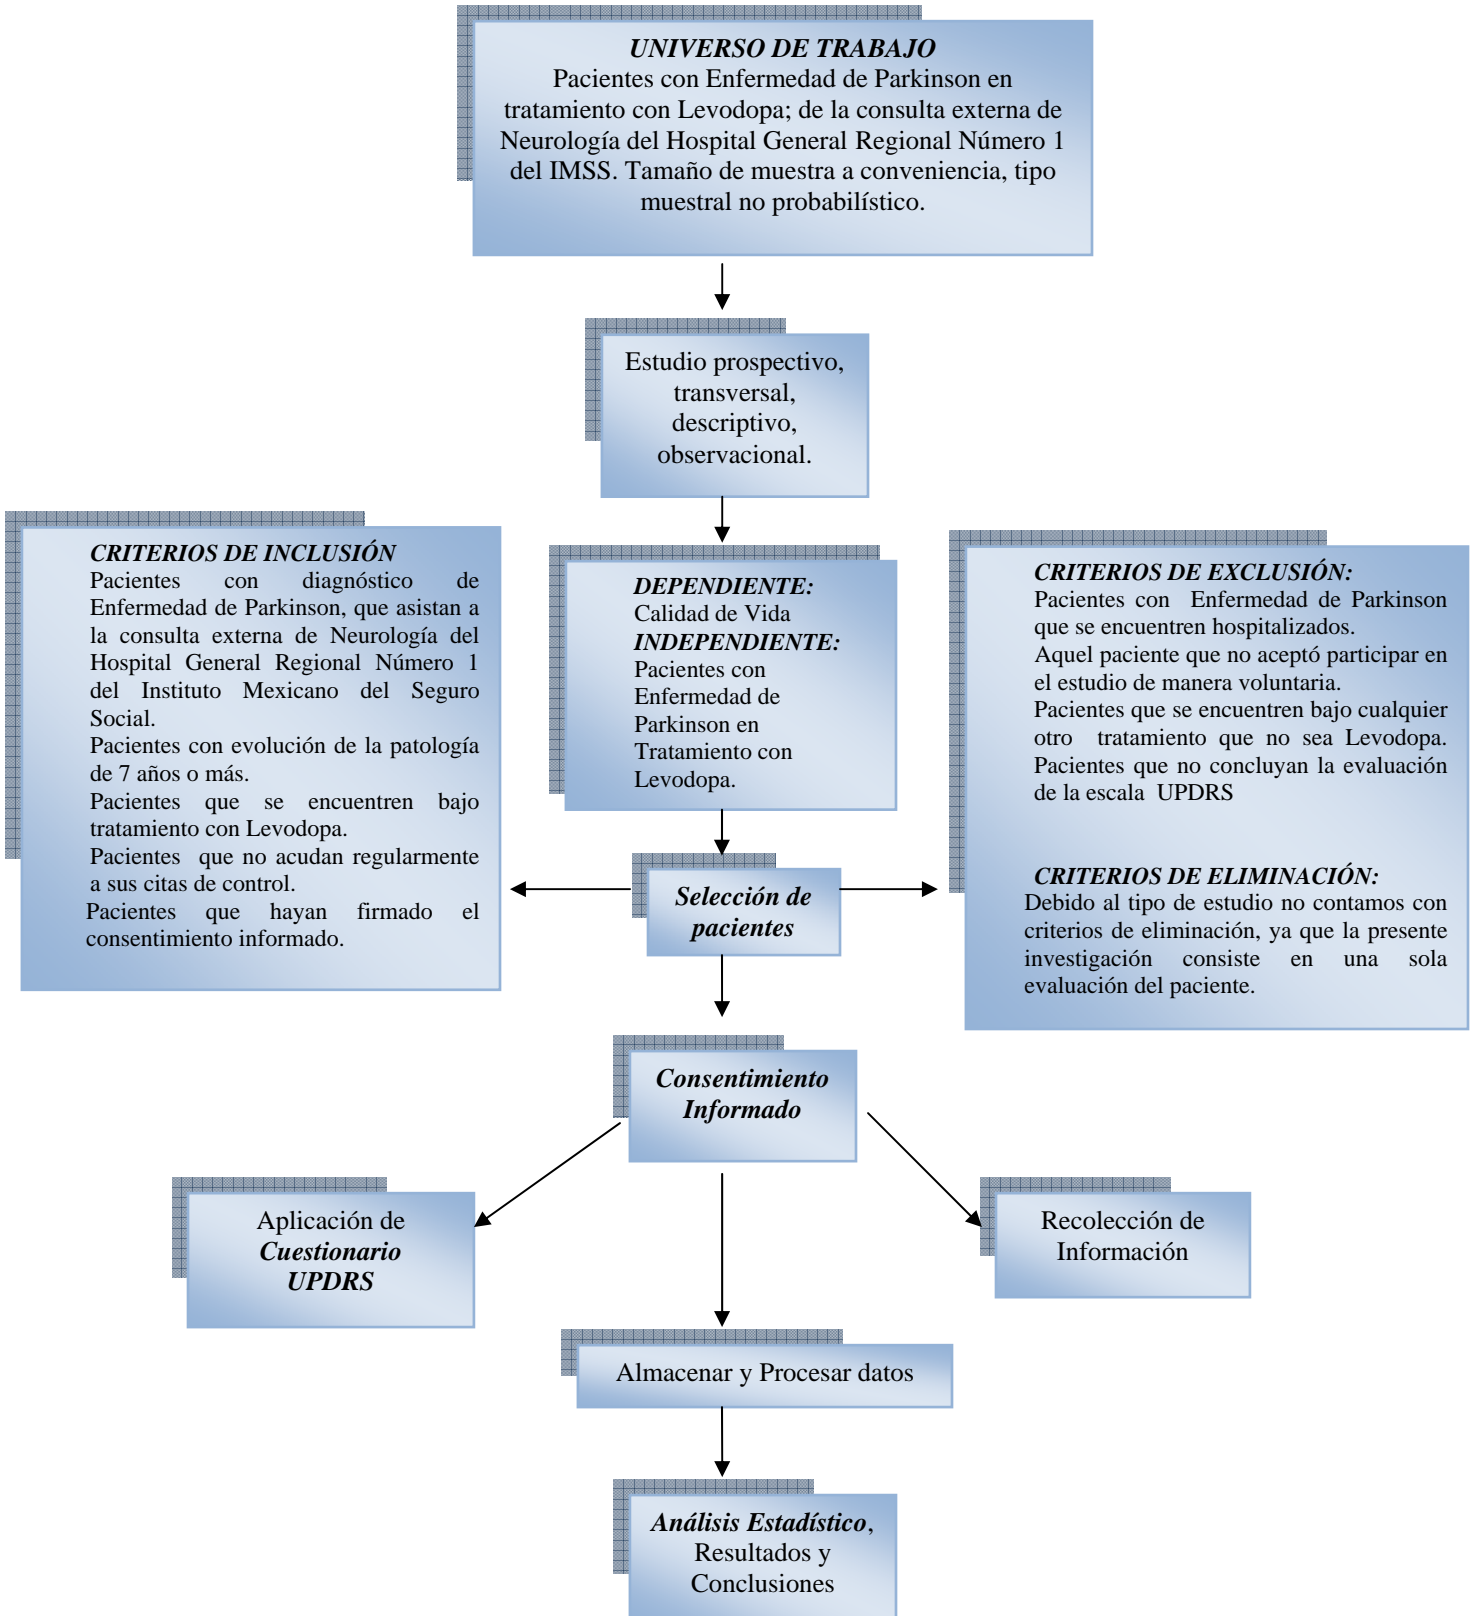 UNIVERSO DE TRABAJO
Pacientes con Enfermedad de Parkinson en
tratamiento con Levodopa; de la consulta externa de
Neurología del Hospital General Regional Número 1
del IMSS. Tamaño de muestra a conveniencia, tipo
muestral no probabilístico.
Estudio prospectivo,
transversal,
descriptivo,
observacional.
DEPENDIENTE:
Calidad de Vida
INDEPENDIENTE:
Pacientes con
Enfermedad de
Parkinson en
Tratamiento con
Levodopa.
Selección de
pacientes
CRITERIOS DE INCLUSIÓN
Pacientes con diagnóstico de
Enfermedad de Parkinson, que asistan a
la consulta externa de Neurología del
Hospital General Regional Número 1
del Instituto Mexicano del Seguro
Social.
Pacientes con evolución de la patología
de 7 años o más.
Pacientes que se encuentren bajo
tratamiento con Levodopa.
Pacientes que no acudan regularmente
a sus citas de control.
Pacientes que hayan firmado el
consentimiento informado.
CRITERIOS DE EXCLUSIÓN:
Pacientes con Enfermedad de Parkinson
que se encuentren hospitalizados.
Aquel paciente que no aceptó participar en
el estudio de manera voluntaria.
Pacientes que se encuentren bajo cualquier
otro tratamiento que no sea Levodopa.
Pacientes que no concluyan la evaluación
de la escala UPDRS
CRITERIOS DE ELIMINACIÓN:
Debido al tipo de estudio no contamos con
criterios de eliminación, ya que la presente
investigación consiste en una sola
evaluación del paciente.
Consentimiento
Informado
Aplicación de
Cuestionario
UPDRS
Recolección de
Información
Almacenar y Procesar datos
Análisis Estadístico,
Resultados y
Conclusiones